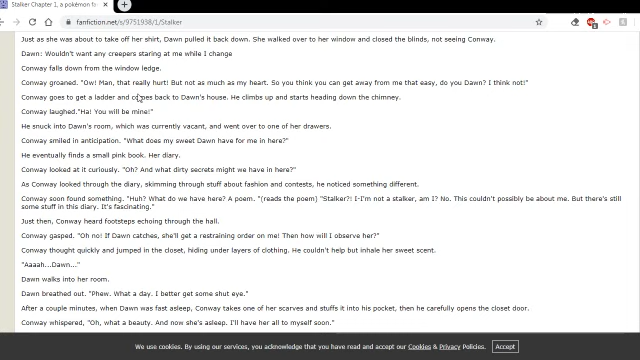 Stalker Chapter 1, a pokémon fa
fanfiction.net/s/9751938/1/Stalker
Just as she was about to take off her shirt, Dawn pulled it back down. She walked over to her window and closed the blinds, not seeing Conway.
Dawn: Wouldn't want any creepers staring at me while I change
Conway falls down from the window ledge.
Conway groaned. "Ow! Man, that really hurt! But not as much as my heart. So you think you can get away from me that easy, do you Dawn? I think not!"
Conway goes to get a ladder and comes back to Dawn's house. He climbs up and starts heading down the chimney.
Conway laughed."Ha! You will be mine!"
He snuck into Dawn's room, which was currently vacant, and went over to one of her drawers.
Conway smiled in anticipation. "What does my sweet Dawn have for me in here?"
He eventually finds a small pink book. Her diary.
Conway looked at it curiously. "Oh? And what dirty secrets might we have in here?"
As Conway looked through the diary, skimming through stuff about fashion and contests, he noticed something different.
Conway soon found something. "Huh? What do we have here? A poem. "(reads the poem) "Stalker?! I-I'm not a stalker, am I? No. This couldn't possibly be about me. But there's still
some stuff in this diary. It's fascinating."
Just then, Conway heard footsteps echoing through the hall.
Conway gasped. "Oh no! If Dawn catches, she'll get a restraining order on me! Then how will I observe her?"
Conway thought quickly and jumped in the closet, hiding under layers of clothing. He couldn't help but inhale her sweet scent.
"Aaaah...Dawn..."
Dawn walks into her room.
Dawn breathed out. "Phew. What a day. I better get some shut eye."
After a couple minutes, when Dawn was fast asleep, Conway takes one of her scarves and stuffs it into his pocket, then he carefully opens the closet door.
Conway whispered, "Oh, what a beauty. And now she's asleep. I'll have her all to myself soon."
We use cookies. By using our services, you acknowledge that you have read and accept our Cookies & Privacy Policies. Accept